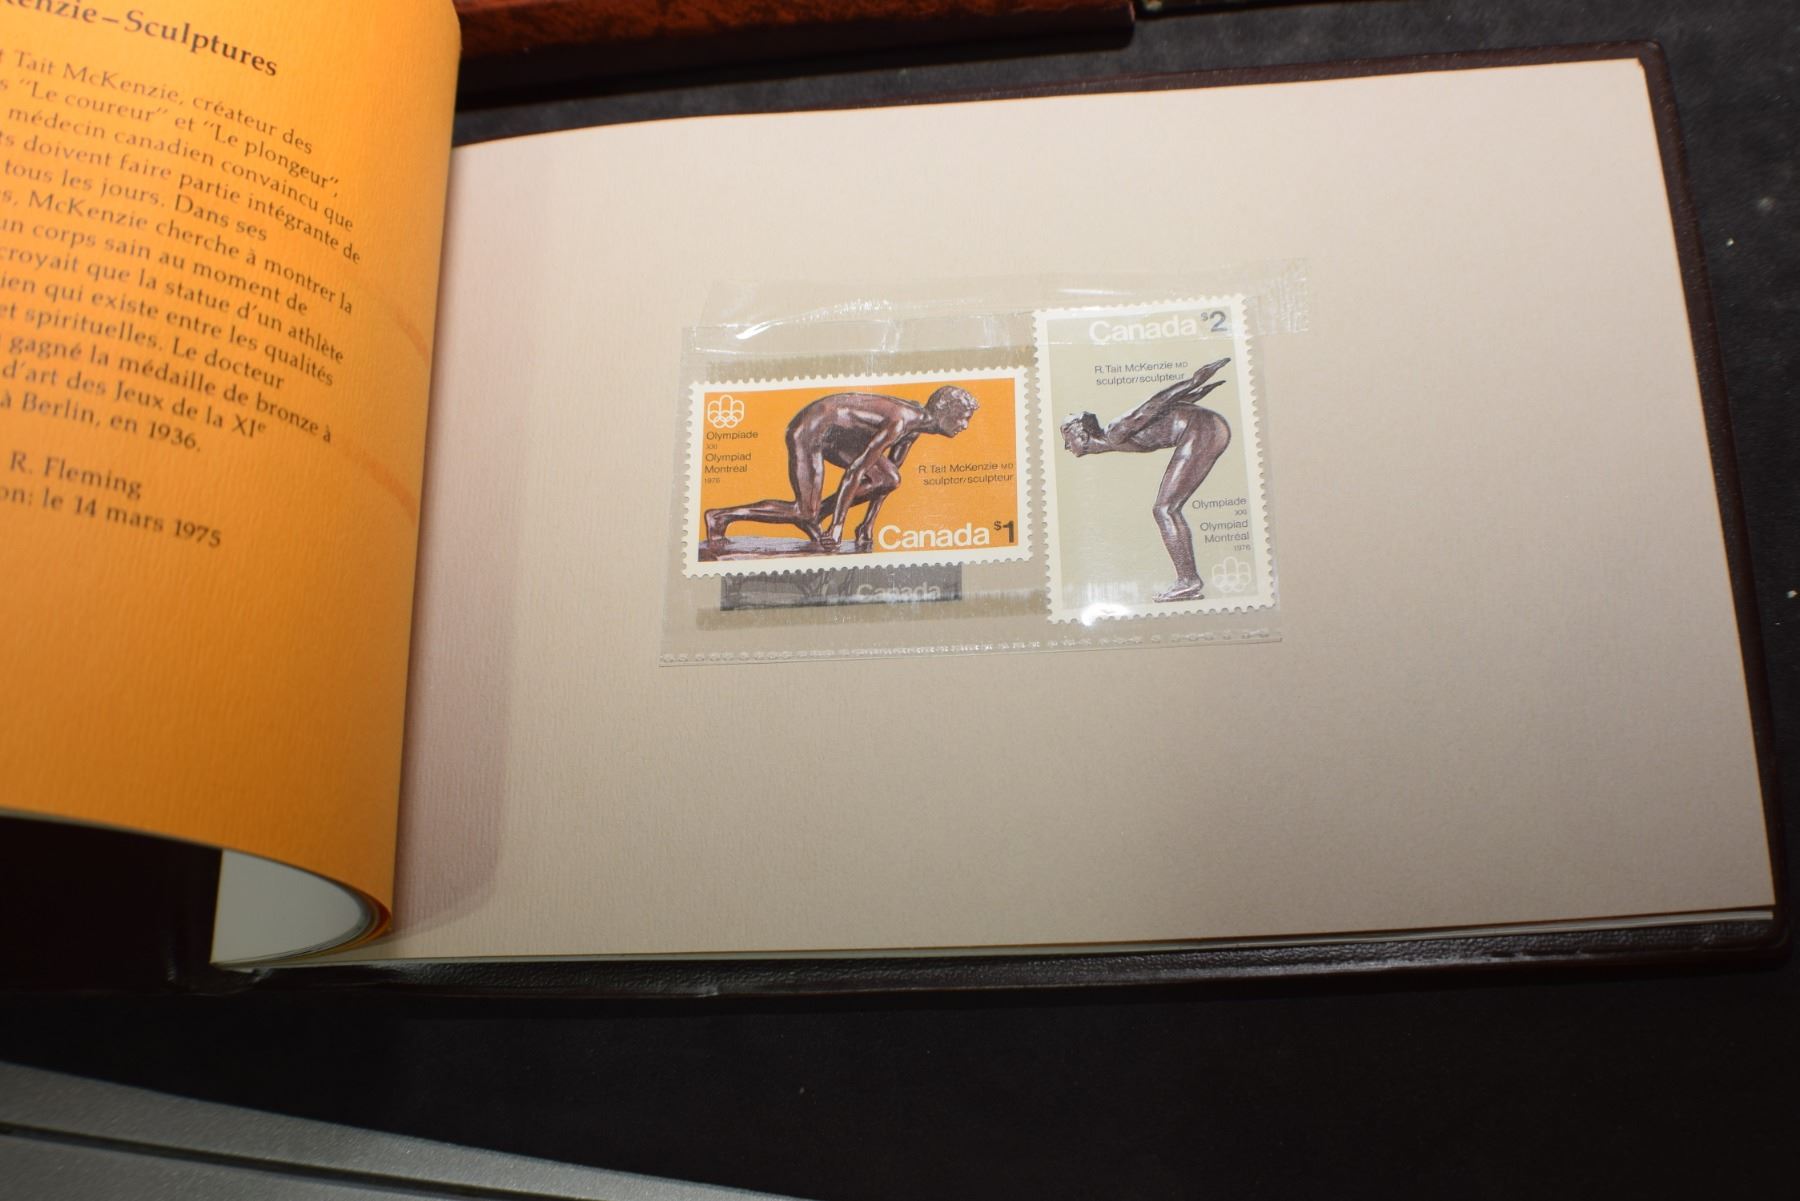 Kenzie–Sculptures
Tait McKenzie, créateur des
"Le coureur" et "Le plongeur",
médecin canadien convaincu que
doivent faire partie intégrante de
tous les jours. Dans ses
McKenzie cherche à montrer la
un corps sain au moment de
croyait que la statue d'un athlète
qui existe entre les qualités
et spirituelles. Le docteur
gagné la médaille de bronze à
d'art des Jeux de la XIe
à Berlin, en 1936.
R. Fleming
le 14 mars 1975
Olympiade
XXI
Olympiad
Montréal
1976
R. Tait McKenzie MD
sculptor/sculpteur
Canada $1
Canada
Canada $2
R. Tait McKenzie MD
sculptor/sculpteur
Olympiade
XXI
Olympiad
Montréal
1976